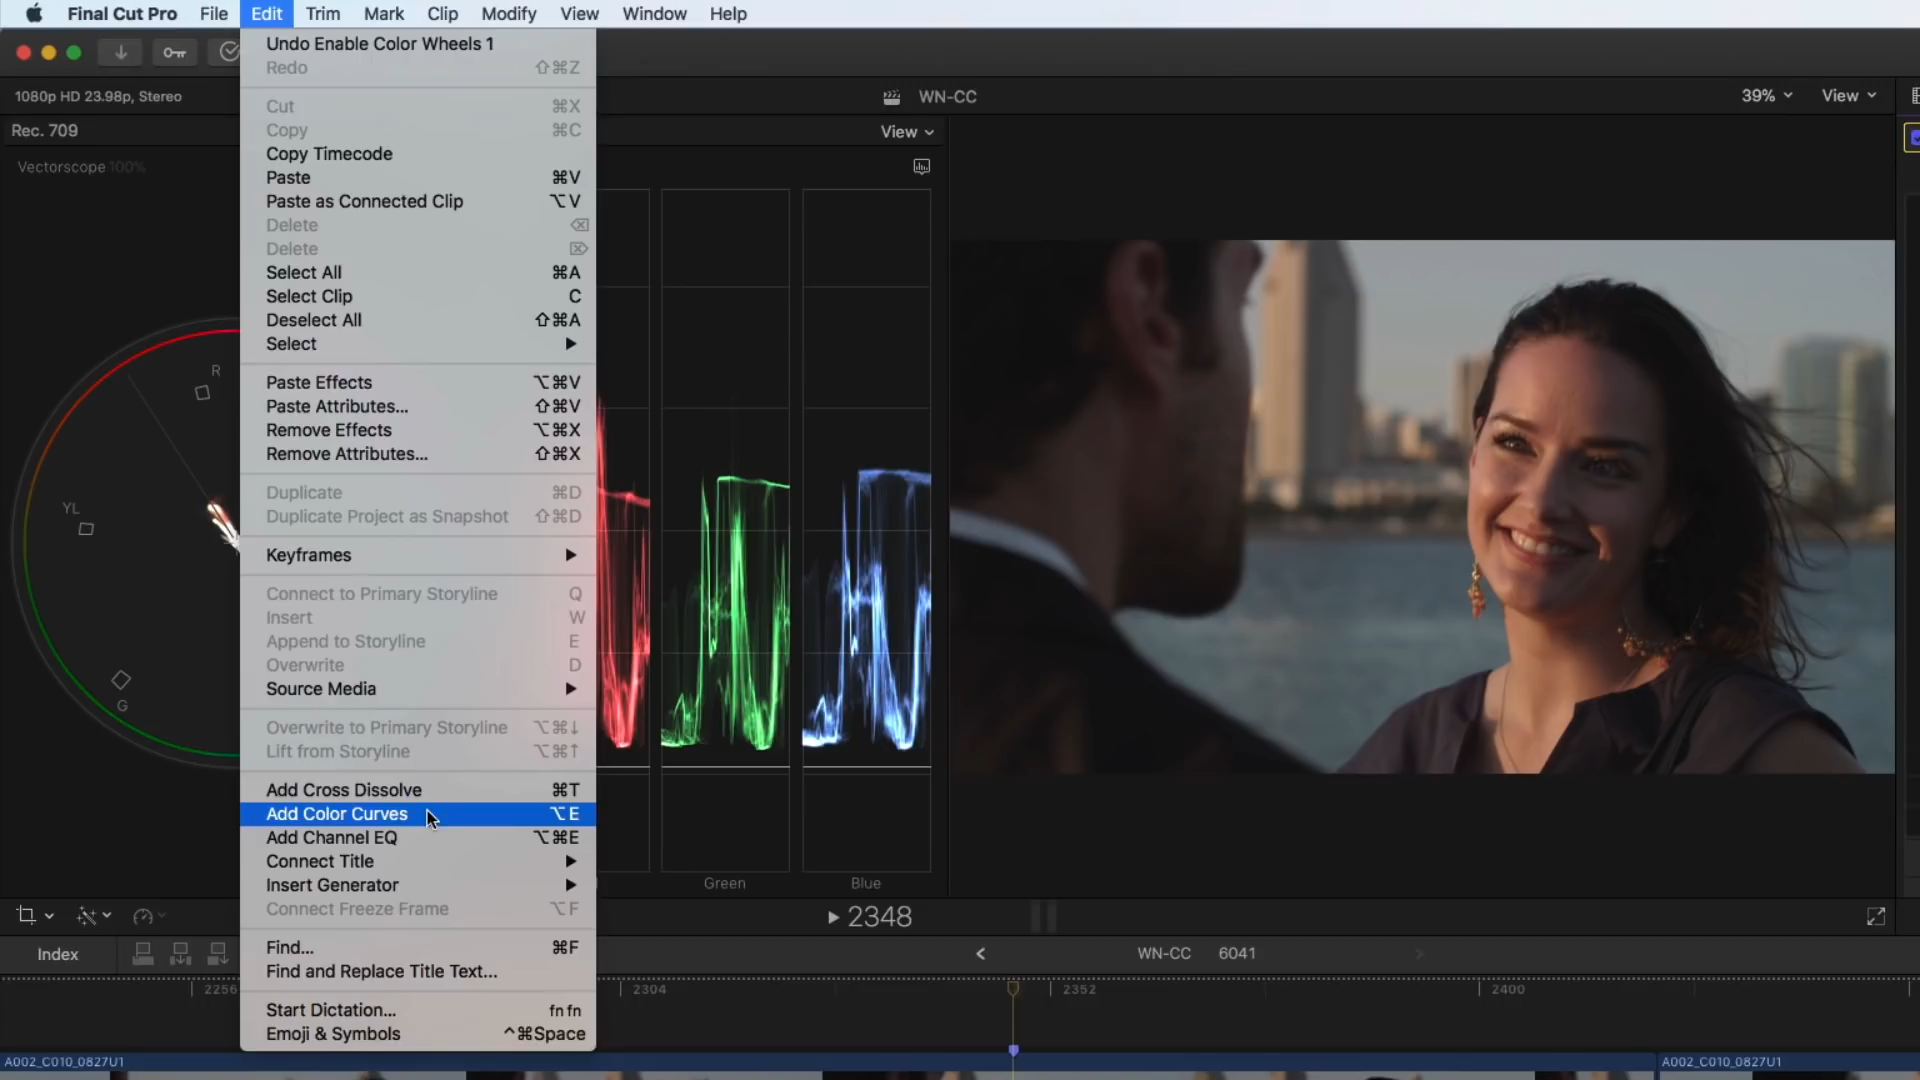 Final Cut Pro File Edit Trim Mark Clip Modify View Window Help
Undo Enable Color Wheels 1
Redo ⇧⌘Z
Cut ⌘X
Copy ⌘C
Copy Timecode
Paste ⌘V
Paste as Connected Clip ⌥V
Delete ⌫
Delete ⌦
Select All ⌘A
Select Clip C
Deselect All ⇧⌘A
Select
Paste Effects ⌥⌘V
Paste Attributes... ⇧⌘V
Remove Effects ⌥⌘X
Remove Attributes... ⇧⌘X
Duplicate ⌘D
Duplicate Project as Snapshot ⇧⌘D
Keyframes
Connect to Primary Storyline Q
Insert W
Append to Storyline E
Overwrite D
Source Media
Overwrite to Primary Storyline ⌥⌘↓
Lift from Storyline ⌥⌘↑
Add Cross Dissolve ⌘T
Add Color Curves ⌥E
Add Channel EQ ⌥⌘E
Connect Title
Insert Generator
Connect Freeze Frame ⌥F
Find... ⌘F
Find and Replace Title Text...
Start Dictation... fn fn
Emoji & Symbols ^⌘Space
1080p HD 23.98p, Stereo
WN-CC
39% View
Rec. 709
View
Vectorscope 100%
R
YL
G
Green Blue
2348
Index
WN-CC 6041
2256 2304 2352 2400
A002_C010_0827U1 A002_C010_0827U1